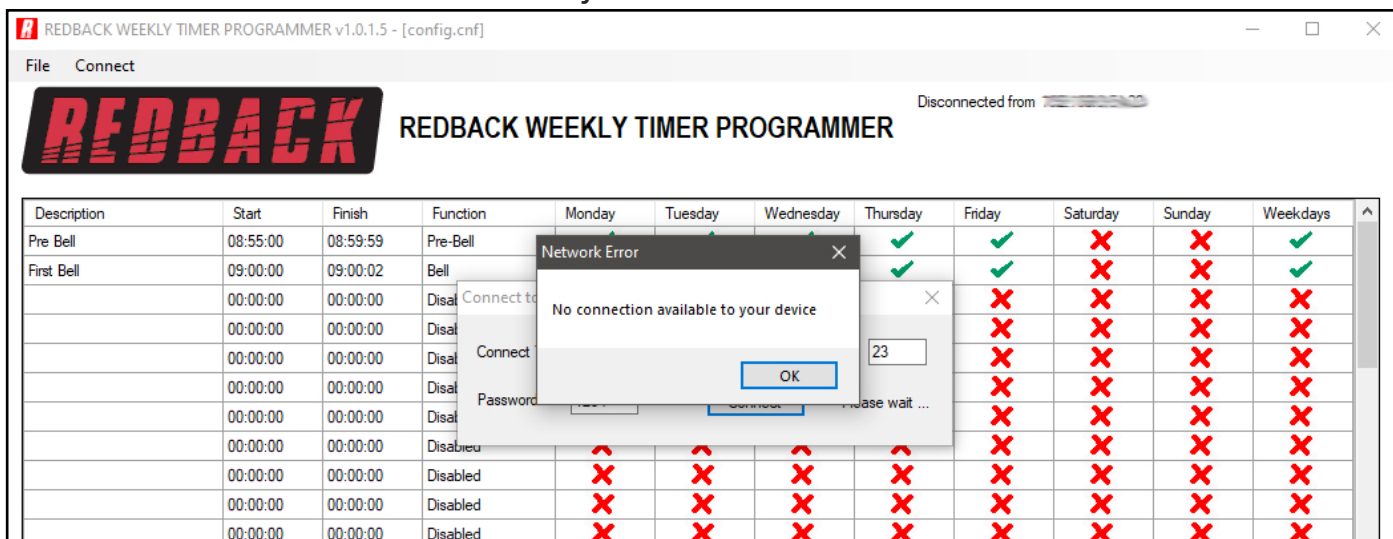 REDBACK WEEKLY TIMER PROGRAMMER v1.0.1.5 - [config.cnf]
File Connect
REDBACK
REDBACK WEEKLY TIMER PROGRAMMER
Disconnected from
Description Start Finish Function Monday Tuesday Wednesday Thursday Friday Saturday Sunday Weekdays
Pre Bell 08:55:00 08:59:59 Pre-Bell
First Bell 09:00:00 09:00:02 Bell
Network Error
No connection available to your device
OK
Connect to
Connect 23
Password Please wait ...
00:00:00 00:00:00
00:00:00 00:00:00
00:00:00 00:00:00
00:00:00 00:00:00
00:00:00 00:00:00
00:00:00 00:00:00 Disabled
00:00:00 00:00:00 Disabled
00:00:00 00:00:00 Disabled
00:00:00 00:00:00 Disabled